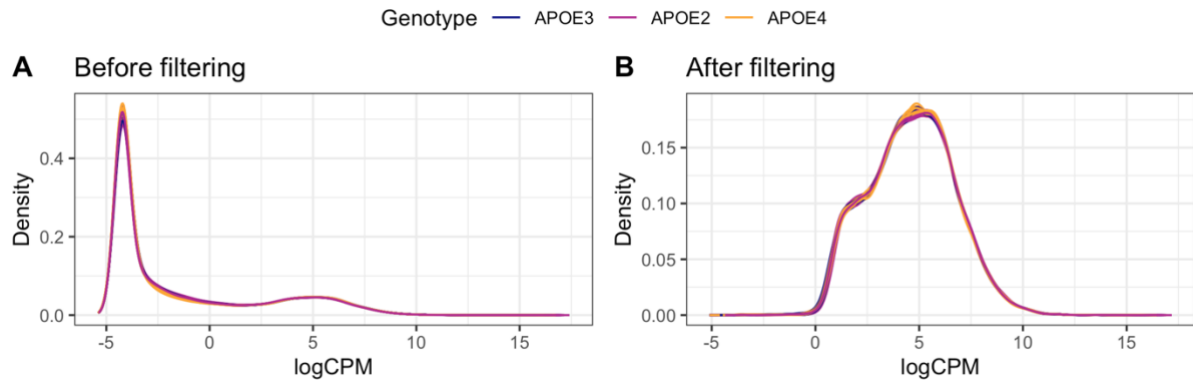 Genotype APOE3 APOE2 APOE4
A Before filtering
Density
0.4
0.2
0.0
-5 0 5 10 15
logCPM
B After filtering
Density
0.15
0.10
0.05
0.00
-5 0 5 10 15
logCPM